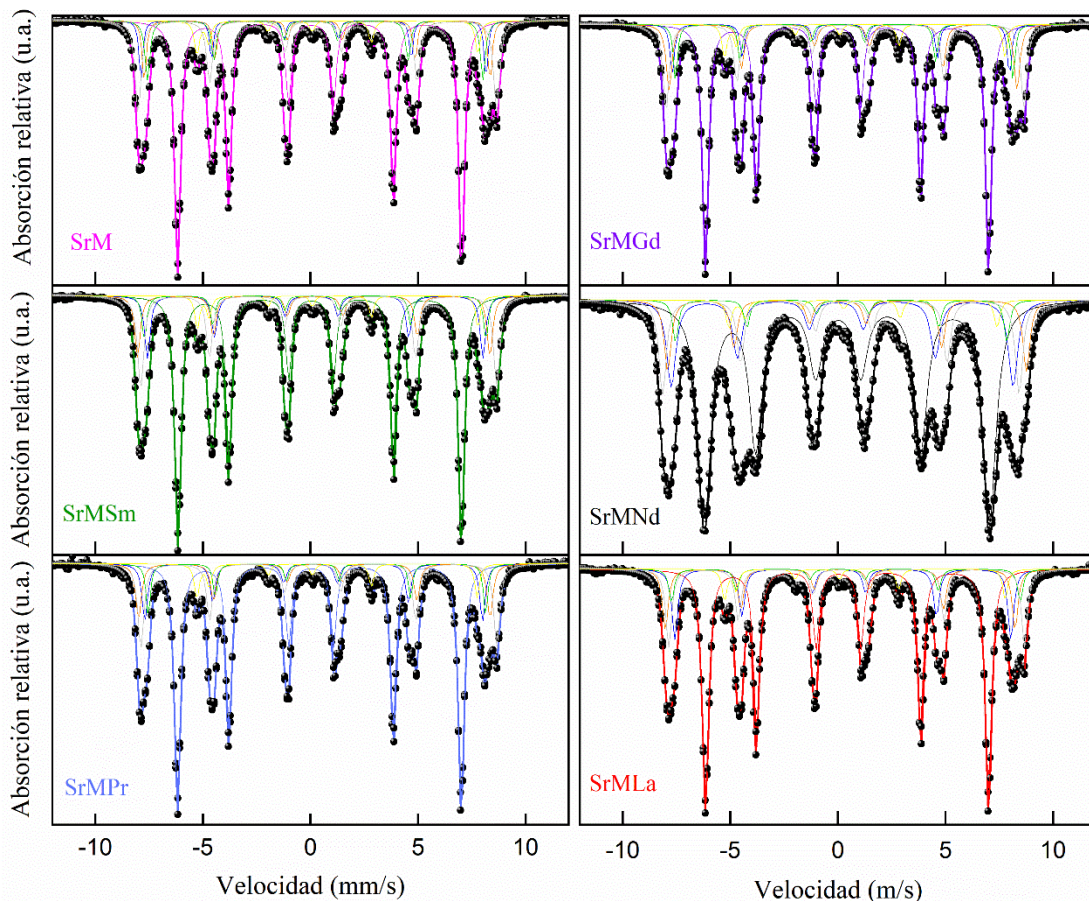 Absorción relativa (u.a.)
SrM
SrMGd
Absorción relativa (u.a.)
SrMSm
SrMNd
Absorción relativa (u.a.)
SrMPr
SrMLa
-10 -5 0 5 10 -10 -5 0 5 10
Velocidad (mm/s) Velocidad (m/s)